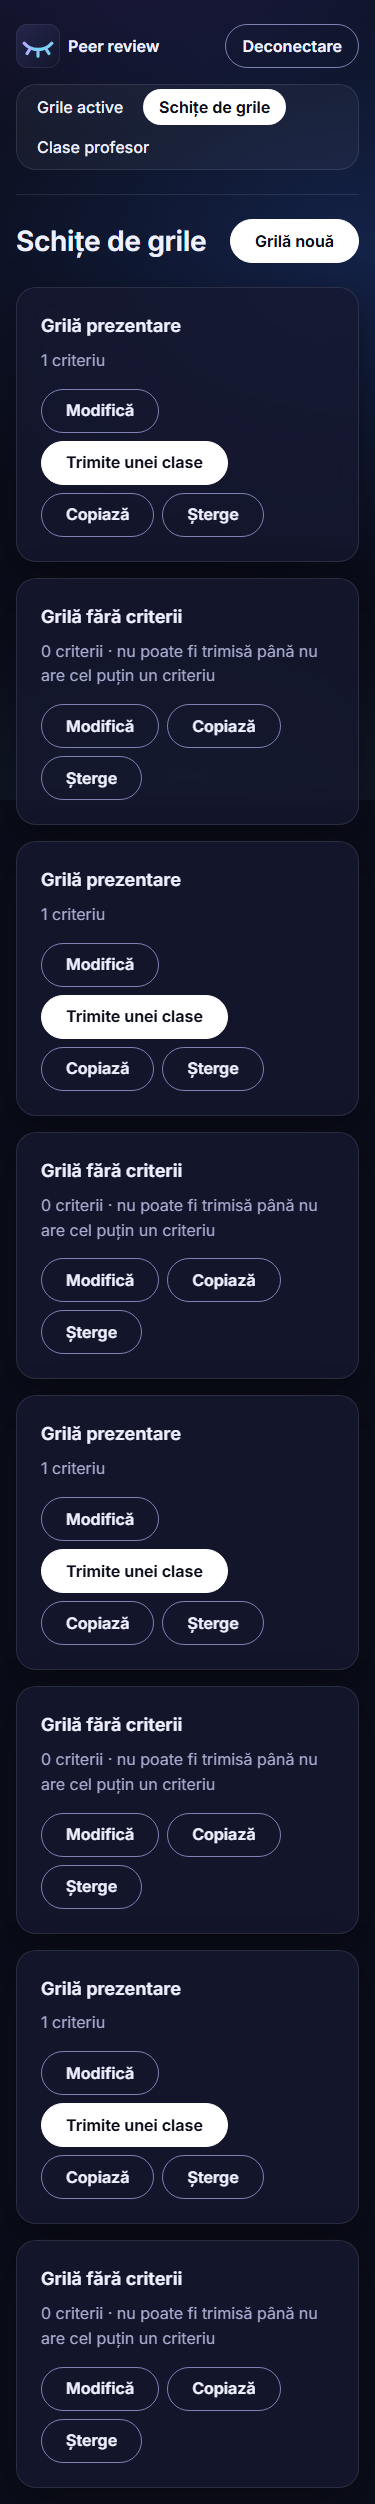 Peer review
Deconectare
Grile active
Schițe de grile
Clase profesor
Schițe de grile
Grilă nouă
Grilă prezentare
1 criteriu
Modifică
Trimite unei clase
Copiază
Șterge
Grilă fără criterii
0 criterii · nu poate fi trimisă până nu
are cel puțin un criteriu
Modifică
Copiază
Șterge
Grilă prezentare
1 criteriu
Modifică
Trimite unei clase
Copiază
Șterge
Grilă fără criterii
0 criterii · nu poate fi trimisă până nu
are cel puțin un criteriu
Modifică
Copiază
Șterge
Grilă prezentare
1 criteriu
Modifică
Trimite unei clase
Copiază
Șterge
Grilă fără criterii
0 criterii · nu poate fi trimisă până nu
are cel puțin un criteriu
Modifică
Copiază
Șterge
Grilă prezentare
1 criteriu
Modifică
Trimite unei clase
Copiază
Șterge
Grilă fără criterii
0 criterii · nu poate fi trimisă până nu
are cel puțin un criteriu
Modifică
Copiază
Șterge